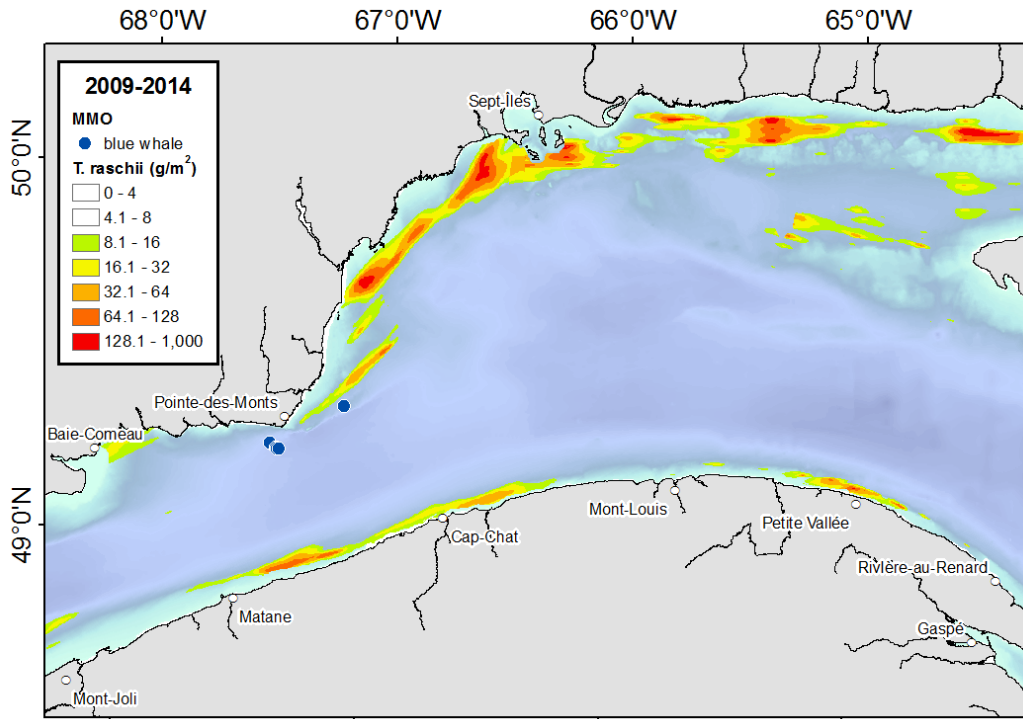 68°0'W 67°0'W 66°0'W 65°0'W
2009-2014
MMO
blue whale
T. raschii (g/m²)
0 - 4
4.1 - 8
8.1 - 16
16.1 - 32
32.1 - 64
64.1 - 128
128.1 - 1,000
Sept-Îles
50°0'N
Pointe-des-Monts
Baie-Comeau
49°0'N
Mont-Louis
Petite Vallée
Cap-Chat
Rivière-au-Renard
Matane
Gaspé
Mont-Joli